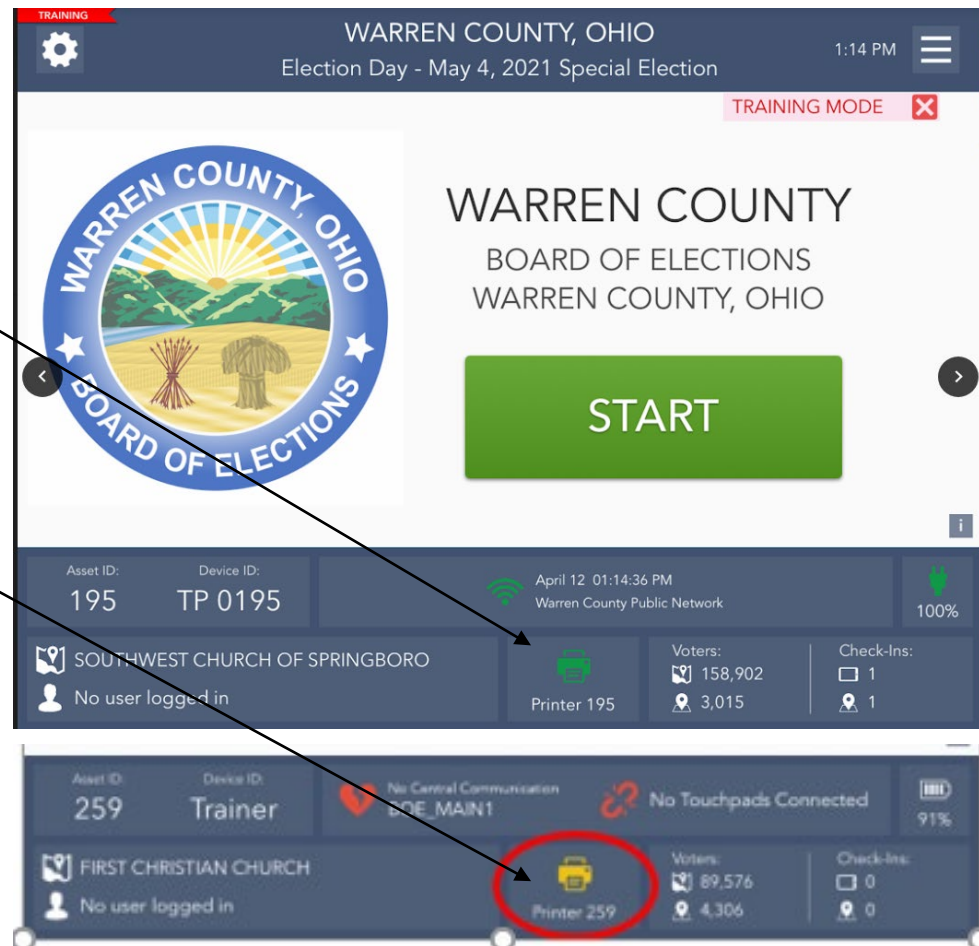 TRAINING
WARREN COUNTY, OHIO
Election Day - May 4, 2021 Special Election
1:14 PM
TRAINING MODE
WARREN COUNTY, OHIO
BOARD OF ELECTIONS
WARREN COUNTY
BOARD OF ELECTIONS
WARREN COUNTY, OHIO
START
i
Asset ID:
195
Device ID:
TP 0195
April 12 01:14:36 PM
Warren County Public Network
100%
SOUTHWEST CHURCH OF SPRINGBORO
No user logged in
Printer 195
Voters:
158,902
3,015
Check-Ins:
1
1
Asset ID:
259
Device ID:
Trainer
No Central Communication
BOE_MAIN1
No Touchpads Connected
91%
FIRST CHRISTIAN CHURCH
No user logged in
Printer 259
Voters:
89,576
4,306
Check-Ins:
0
0